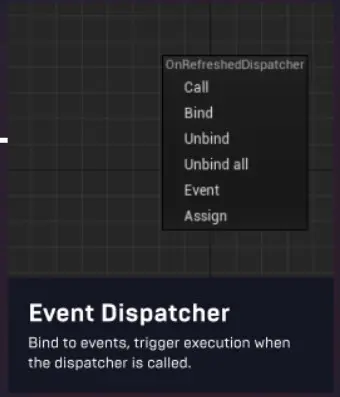 OnRefreshedDispatcher
Call
Bind
Unbind
Unbind all
Event
Assign
Event Dispatcher
Bind to events, trigger execution when
the dispatcher is called.